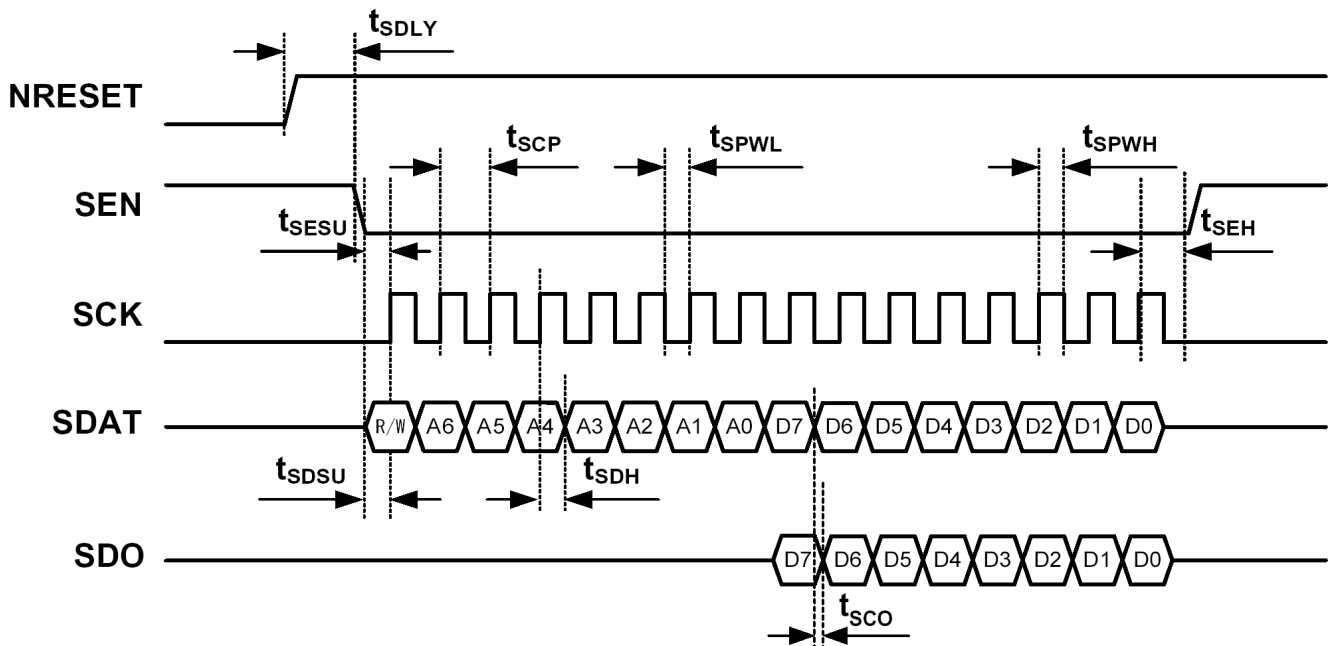 tSDLY
NRESET
tSCP tSPWL tSPWH
SEN
tSESU tSEH
SCK
SDAT R/W A6 A5 A4 A3 A2 A1 A0 D7 D6 D5 D4 D3 D2 D1 D0
tSDSU tSDH
SDO D7 D6 D5 D4 D3 D2 D1 D0
tSCO